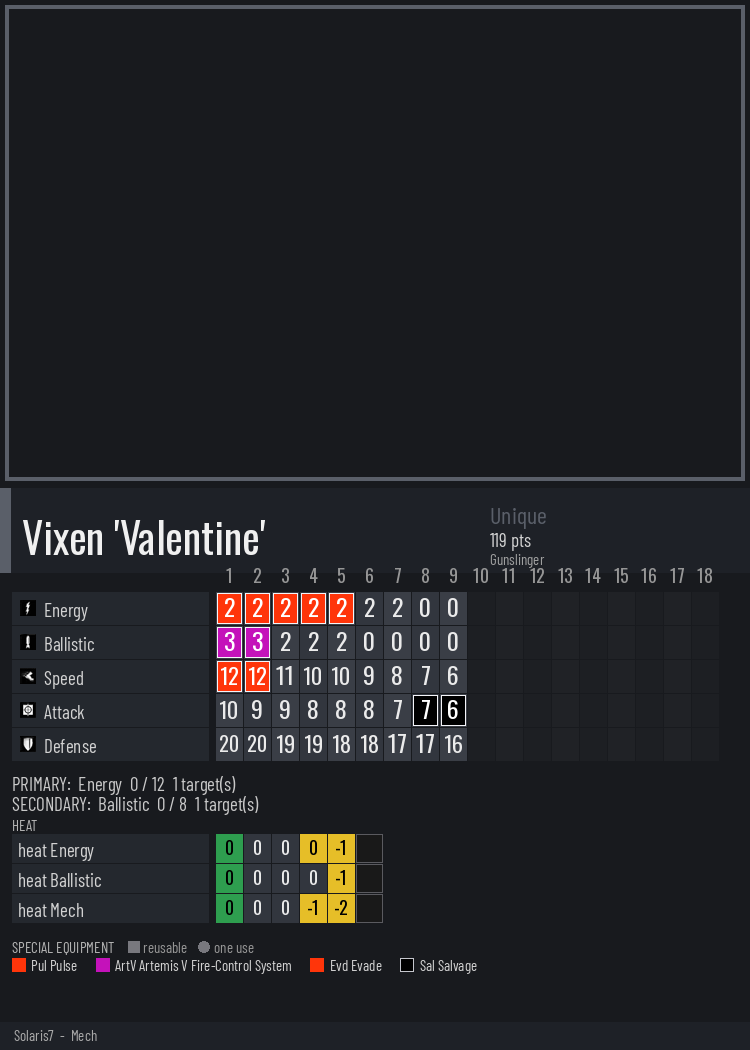 Vixen 'Valentine'
Unique
119 pts
Gunslinger
1 2 3 4 5 6 7 8 9 10 11 12 13 14 15 16 17 18
Energy 2 2 2 2 2 2 2 0 0
Ballistic 3 3 2 2 2 0 0 0 0
Speed 12 12 11 10 10 9 8 7 6
Attack 10 9 9 8 8 8 7 7 6
Defense 20 20 19 19 18 18 17 17 16
PRIMARY: Energy 0 / 12 1 target(s)
SECONDARY: Ballistic 0 / 8 1 target(s)
HEAT
heat Energy 0 0 0 0 -1
heat Ballistic 0 0 0 0 -1
heat Mech 0 0 0 -1 -2
SPECIAL EQUIPMENT reusable one use
Pul Pulse ArtV Artemis V Fire-Control System Evd Evade Sal Salvage
Solaris7 - Mech